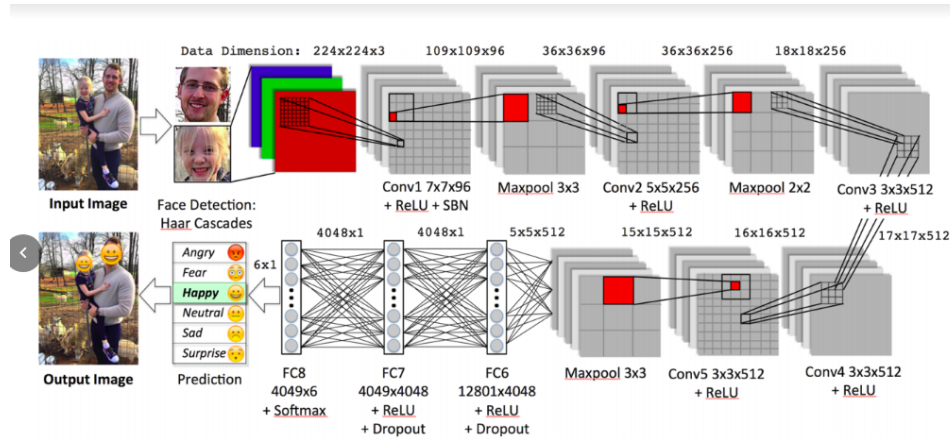 Data Dimension: 224x224x3 109x109x96 36x36x96 36x36x256 18x18x256
Input Image
Face Detection:
Haar Cascades
Conv1 7x7x96
+ ReLU + SBN
Maxpool 3x3
Conv2 5x5x256
+ ReLU
Maxpool 2x2
Conv3 3x3x512
+ ReLU
4048x1 4048x1 5x5x512 15x15x512 16x16x512 17x17x512
6x1
Angry
Fear
Happy
Neutral
Sad
Surprise
Output Image
Prediction
FC8
4049x6
+ Softmax
FC7
4049x4048
+ ReLU
+ Dropout
FC6
12801x4048
+ ReLU
+ Dropout
Maxpool 3x3
Conv5 3x3x512
+ ReLU
Conv4 3x3x512
+ ReLU